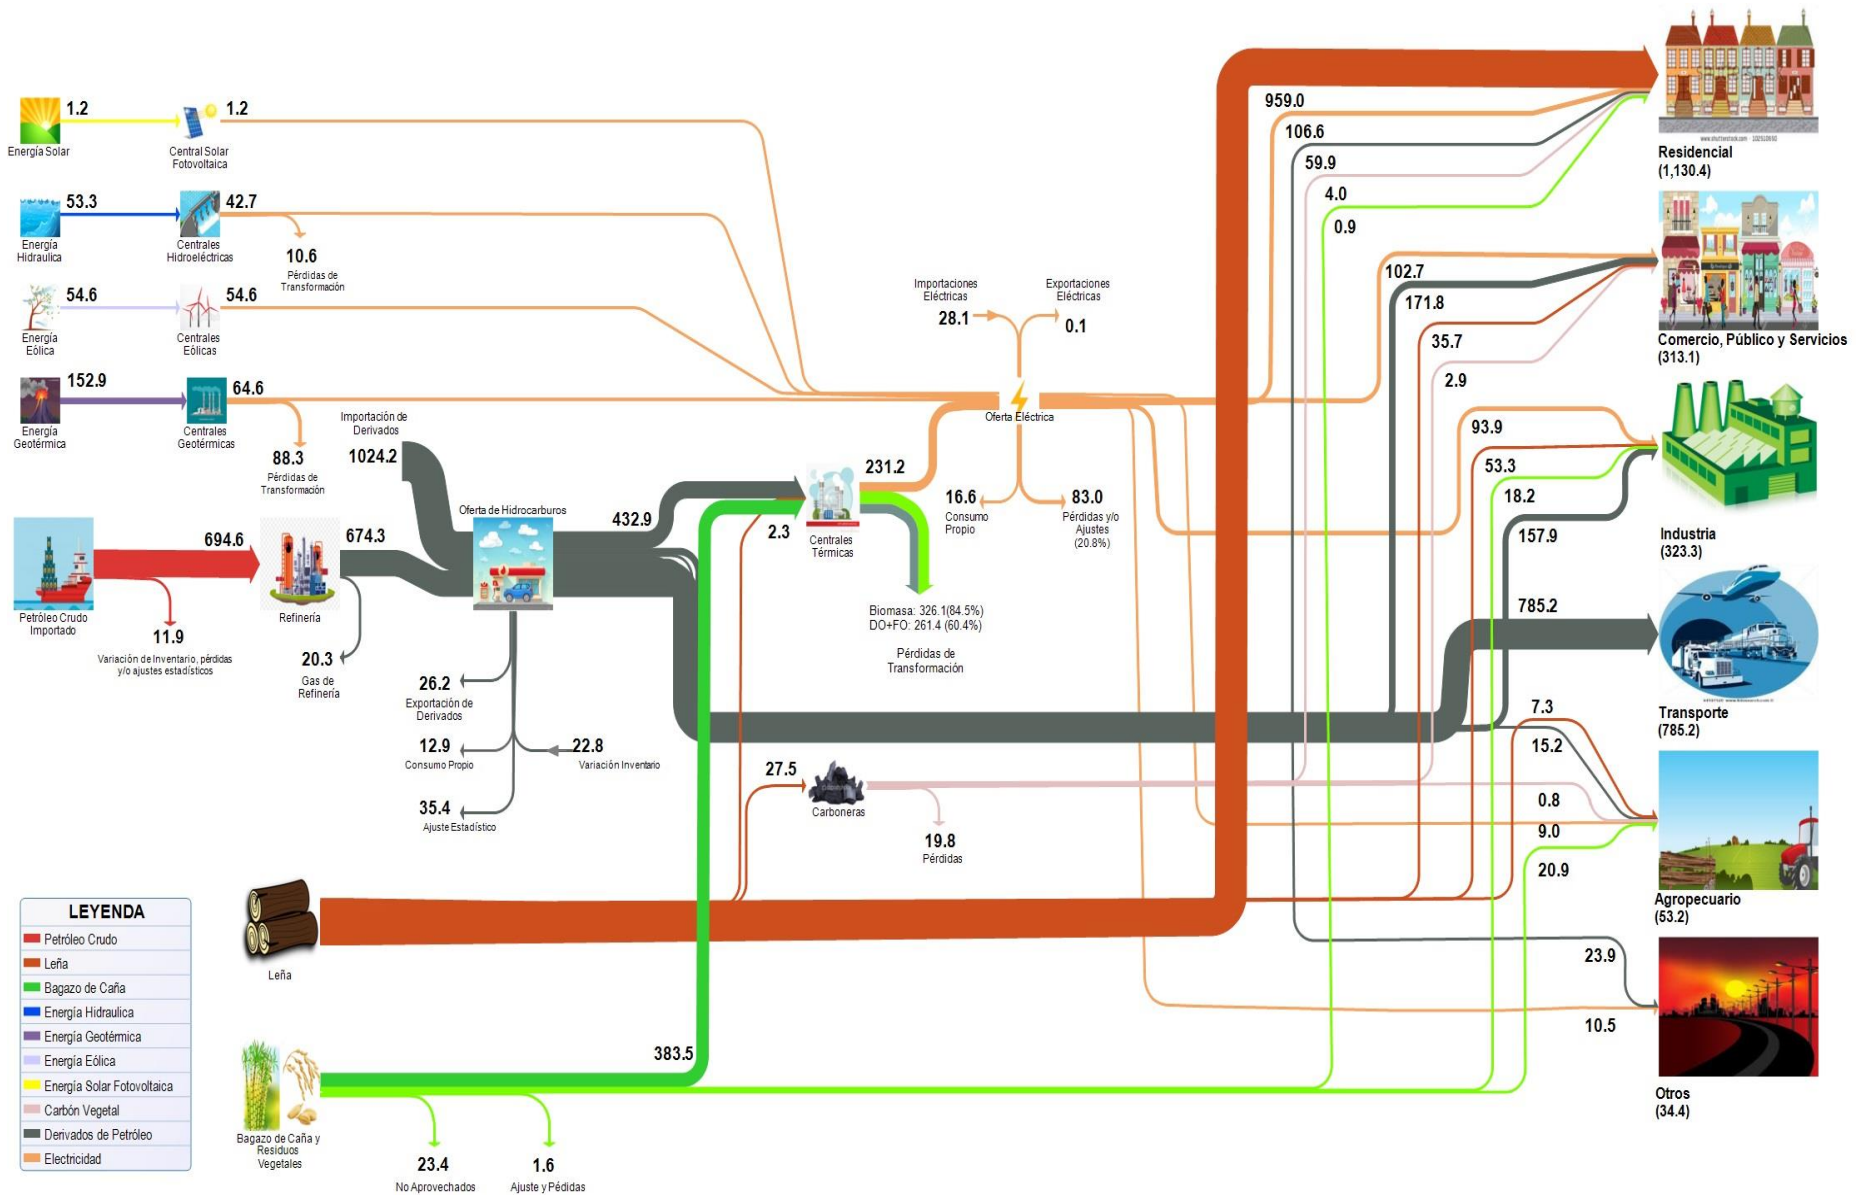 1.2
Energía Solar
1.2
Central Solar
Fotovoltaica
53.3
Energía
Hidraulica
42.7
Centrales
Hidroeléctricas
10.6
Pérdidas de
Transformación
54.6
Energía
Eólica
54.6
Centrales
Eólicas
152.9
Energía
Geotérmica
64.6
Centrales
Geotérmicas
88.3
Pérdidas de
Transformación
Importación de
Derivados
1024.2
694.6
Petróleo Crudo
Importado
11.9
Variación de Inventario, pérdidas
y/o ajustes estadísticos
674.3
Refinería
20.3
Gas de
Refinería
Oferta de Hidrocarburos
432.9
26.2
Exportación de
Derivados
12.9
Consumo Propio
22.8
Variación Inventario
35.4
Ajuste Estadístico
2.3
231.2
Centrales
Térmicas
Biomasa: 326.1(84.5%)
DO+FO: 261.4 (60.4%)
Pérdidas de
Transformación
Importaciones
Eléctricas
28.1
Exportaciones
Eléctricas
0.1
Oferta Eléctrica
16.6
Consumo
Propio
83.0
Pérdidas y/o
Ajustes
(20.8%)
27.5
Carboneras
19.8
Pérdidas
Leña
383.5
Bagazo de Caña y
Residuos
Vegetales
23.4
No Aprovechados
1.6
Ajuste y Pédidas
959.0
106.6
59.9
4.0
0.9
www.shutterstock.com
Residencial
(1,130.4)
102.7
171.8
35.7
2.9
Comercio, Público y Servicios
(313.1)
93.9
53.3
18.2
157.9
Industria
(323.3)
785.2
Transporte
(785.2)
7.3
15.2
0.8
9.0
20.9
Agropecuario
(53.2)
23.9
10.5
Otros
(34.4)
LEYENDA
Petróleo Crudo
Leña
Bagazo de Caña
Energía Hidraulica
Energía Geotérmica
Energía Eólica
Energía Solar Fotovoltaica
Carbón Vegetal
Derivados de Petróleo
Electricidad